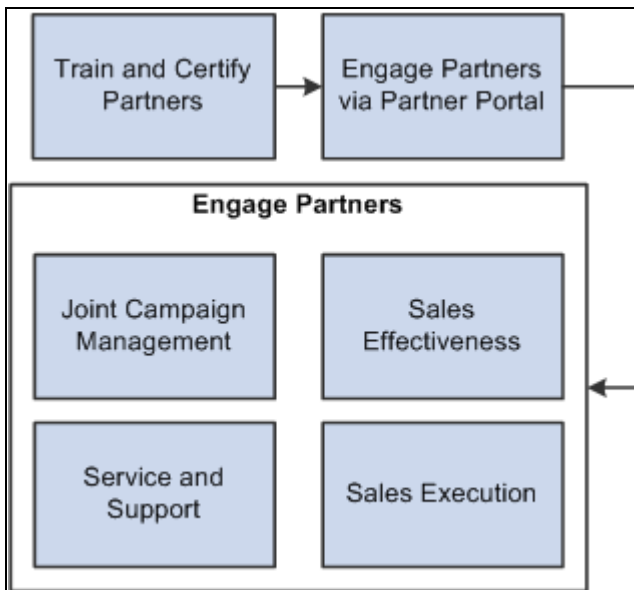 Train and Certify
Partners
Engage Partners
via Partner Portal
Engage Partners
Joint Campaign
Management
Sales
Effectiveness
Service and
Support
Sales Execution